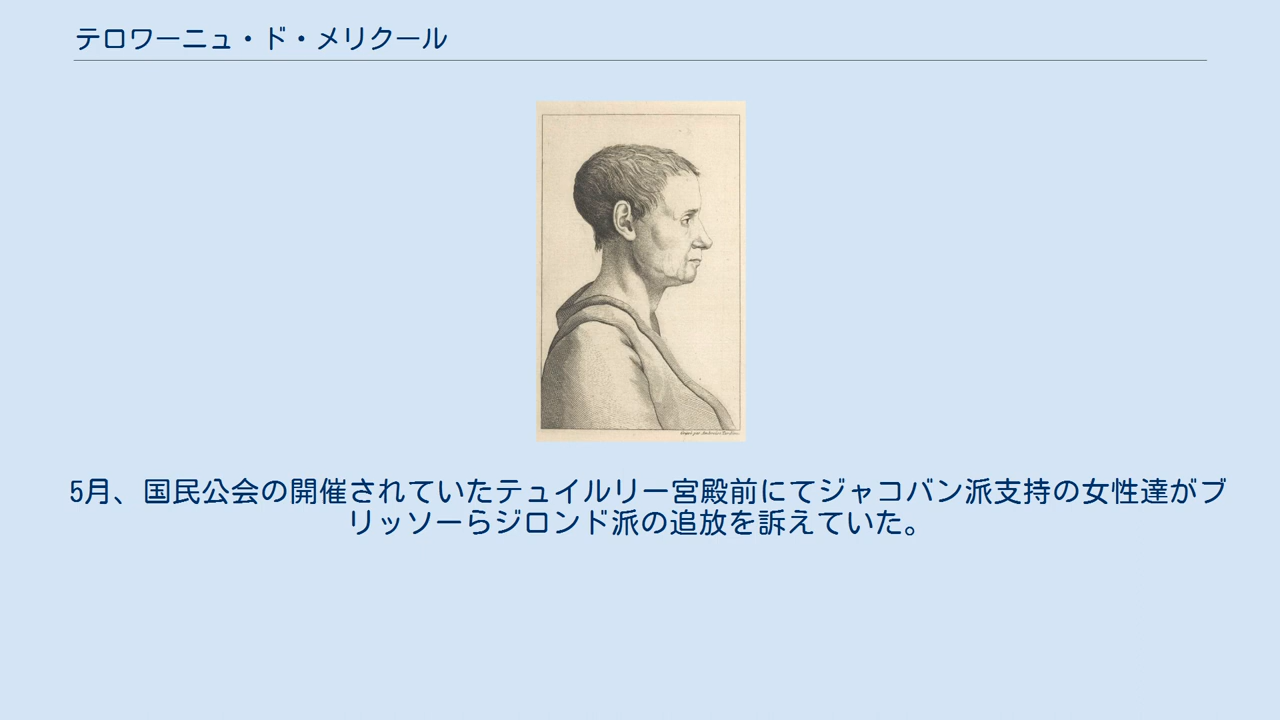 テロワーニュ・ド・メリクール
5月、国民公会の開催されていたテュイルリー宮殿前にてジャコバン派支持の女性達がブ
リッソーらジロンド派の追放を訴えていた。